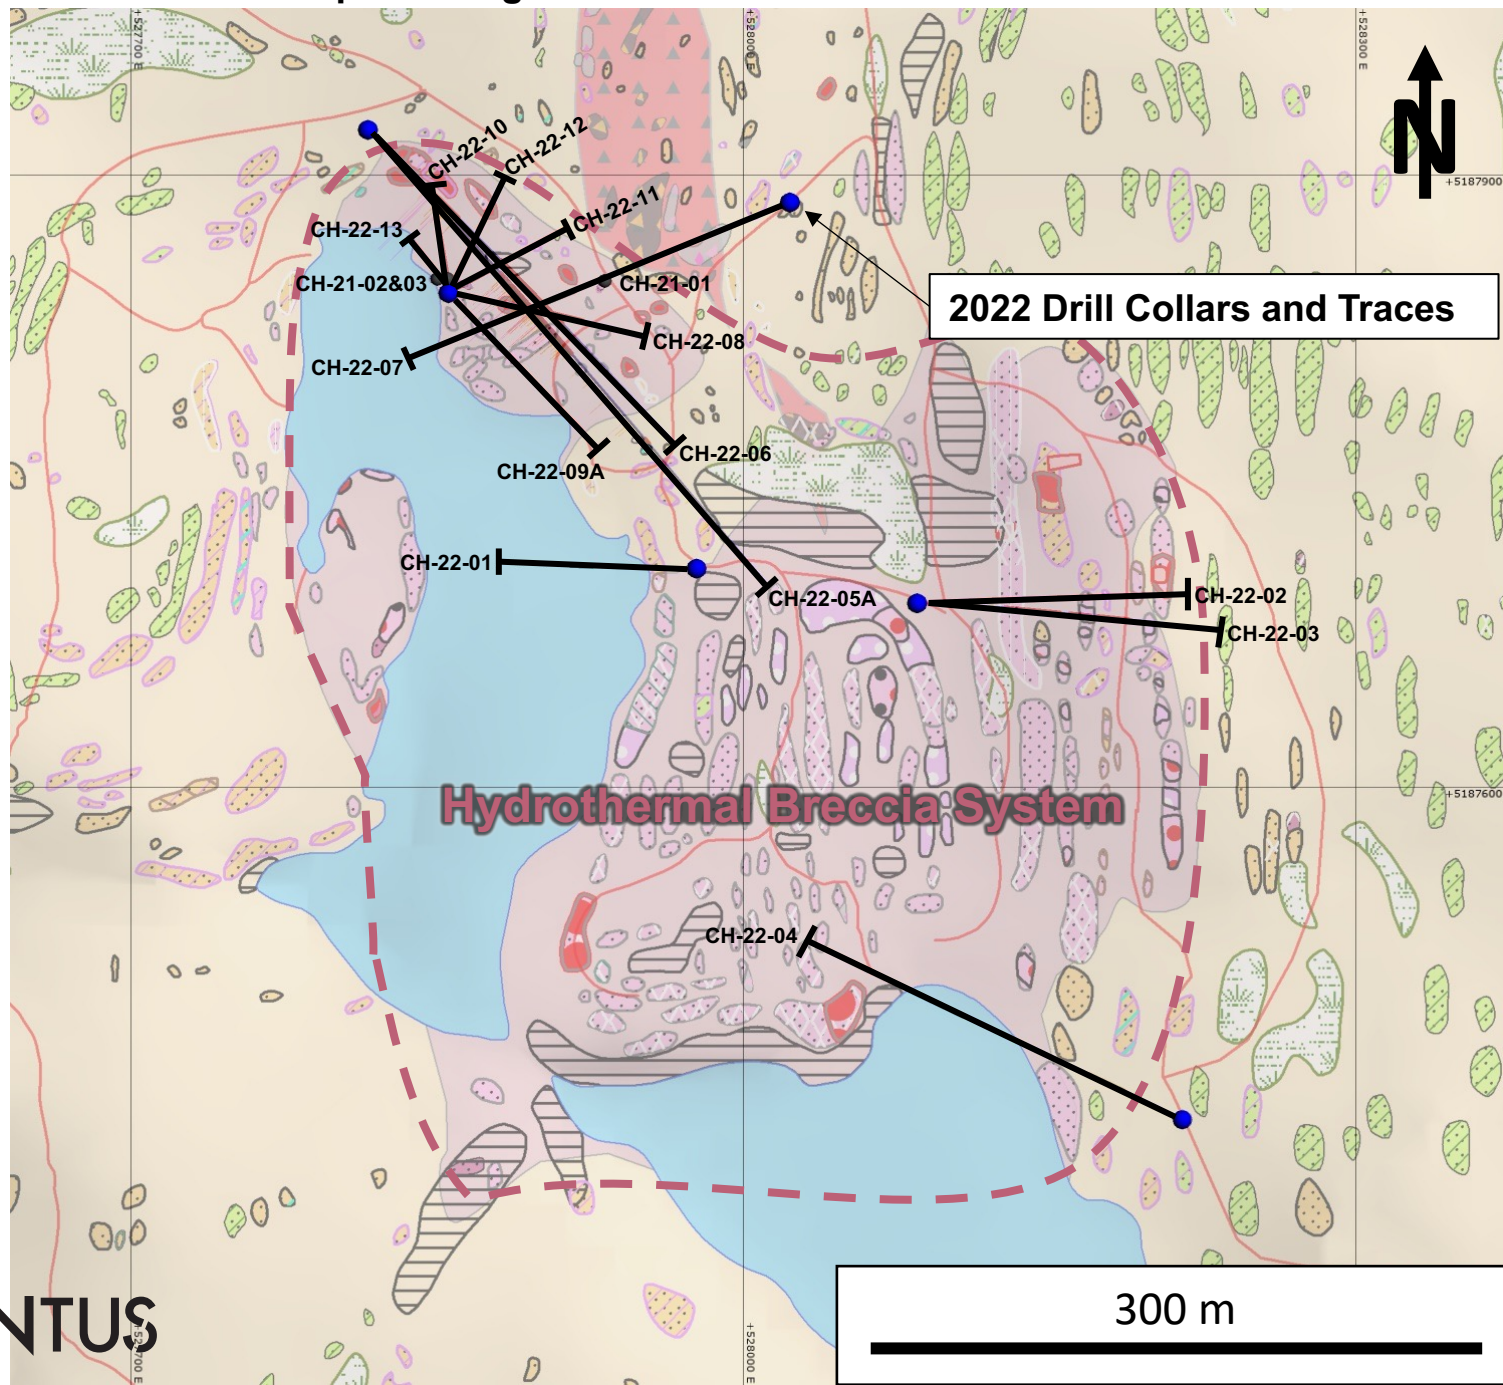 +527700 E
+528000 E
+528300 E
N
CH-22-10
CH-22-12
+5187900
CH-22-11
CH-22-13
CH-21-02&03
CH-21-01
2022 Drill Collars and Traces
CH-22-08
CH-22-07
CH-22-06
CH-22-09A
CH-22-01
CH-22-05A
CH-22-02
CH-22-03
+5187600
Hydrothermal Breccia System
CH-22-04
300 m
NTUS
+528000 E